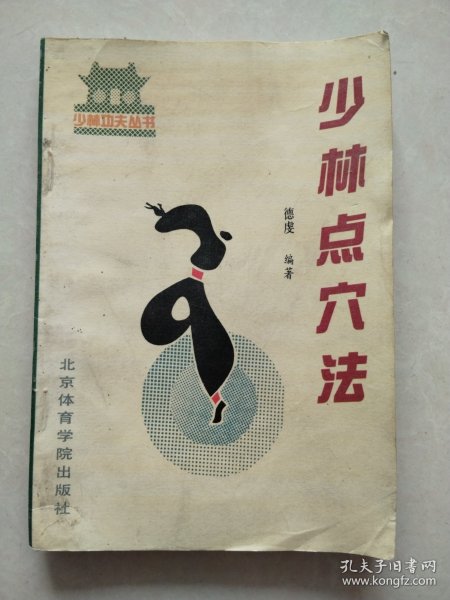 少林功夫丛书
少林点穴法
德虔 编著
北京体育学院出版社
孔夫子旧书网
www.kongfz.com